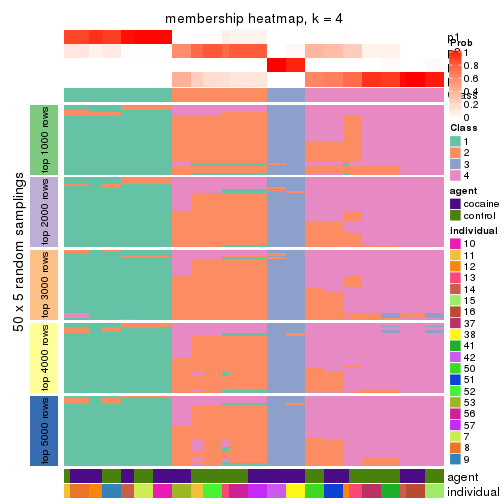 membership heatmap, k = 4
p1
Prob
1
0.8
0.6
0.4
0.2
0
Class
1
2
3
4
agent
cocaine
control
individual
10
11
12
13
14
15
16
37
38
41
42
50
51
52
53
56
57
7
8
9
50 x 5 random samplings
top 1000 rows
top 2000 rows
top 3000 rows
top 4000 rows
top 5000 rows
agent
individual